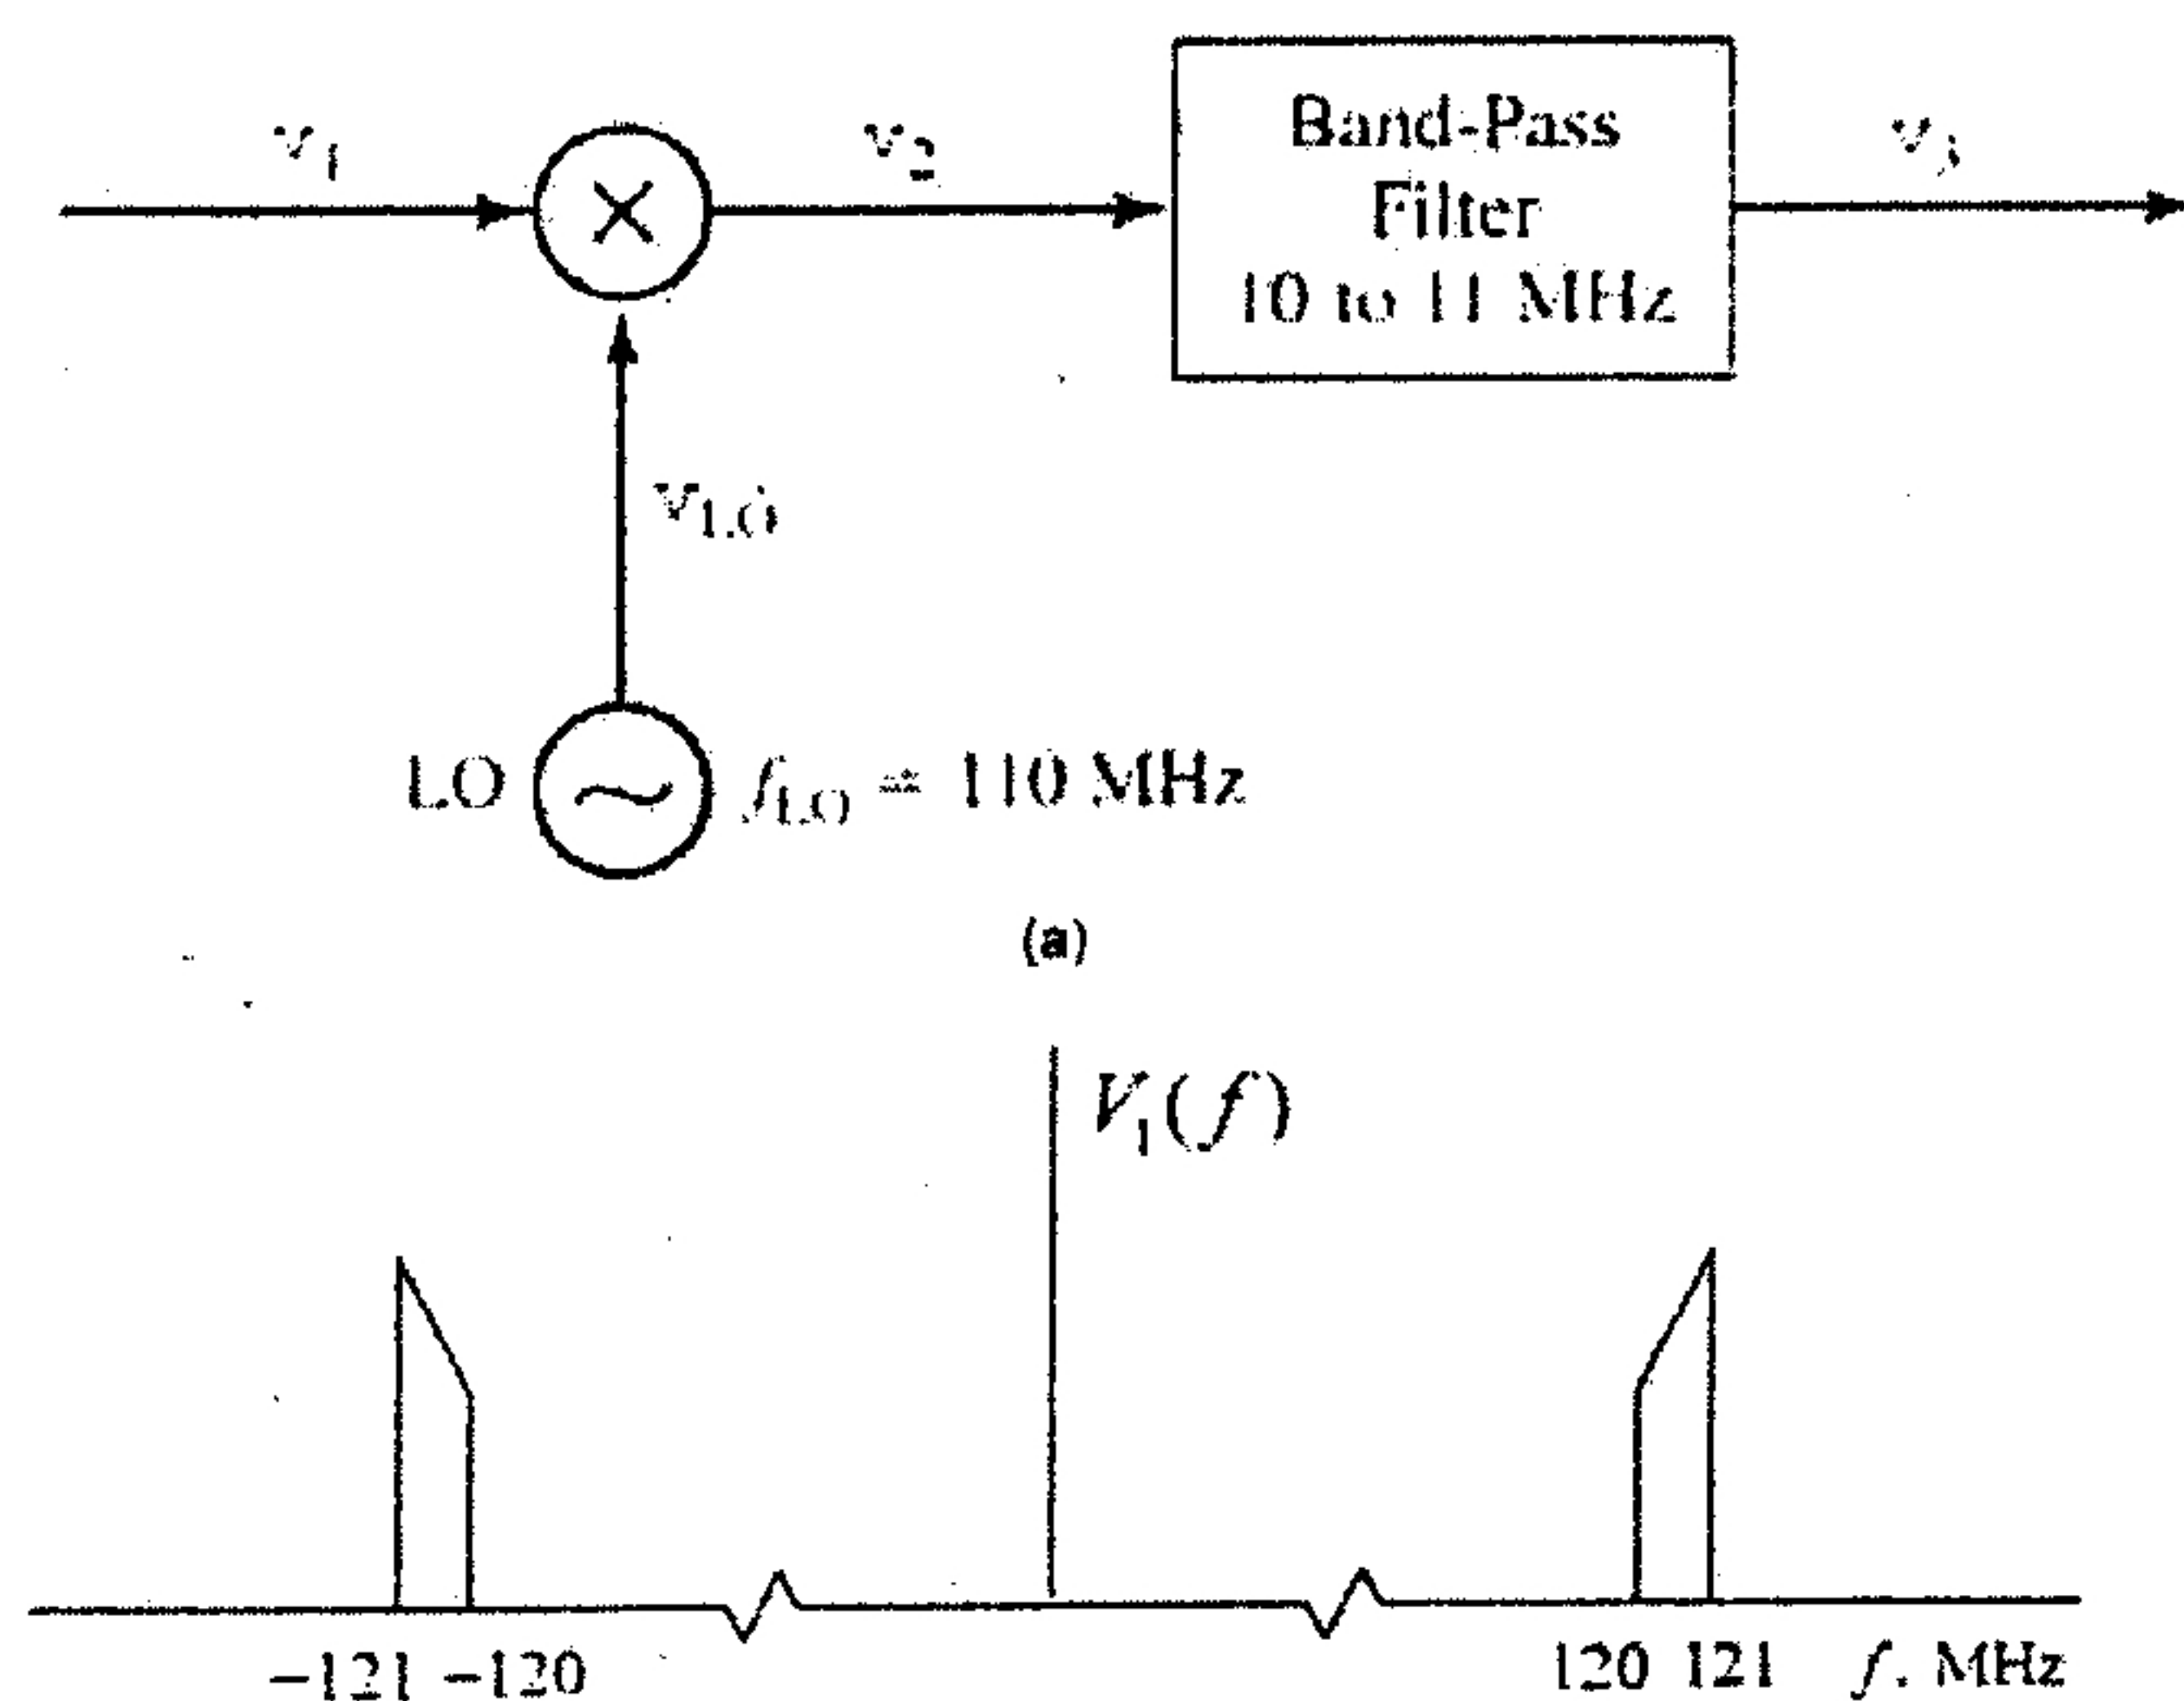 v1
v2
Band-Pass
Filter
10 to 11 MHz
v3
vLO
LO
fLO = 110 MHz
(a)
V1(f)
−121 −120
120 121 f, MHz